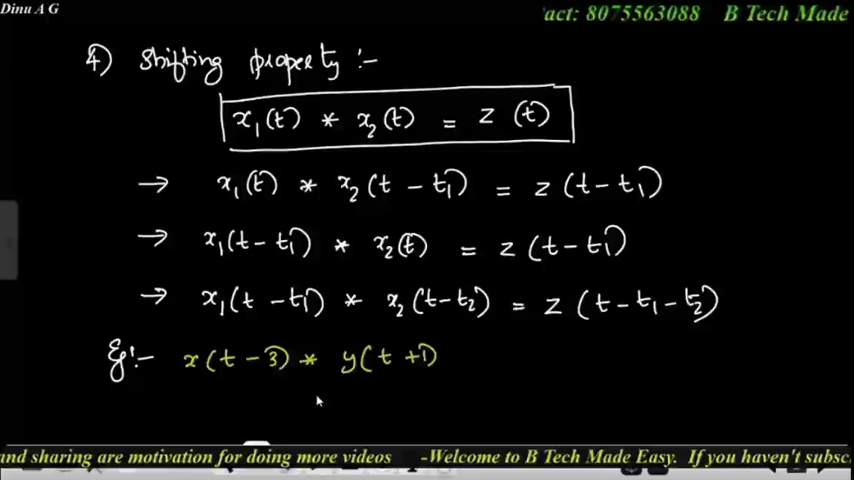 Dinu A G
act: 8075563088 B Tech Made
4) Shifting property :-
x₁(t) * x₂(t) = z (t)
→ x₁(t) * x₂(t - t₁) = z(t - t₁)
→ x₁(t - t₁) * x₂(t) = z(t - t₁)
→ x₁(t - t₁) * x₂(t - t₂) = z (t - t₁ - t₂)
Eg:- x(t - 3) * y(t + 1)
and sharing are motivation for doing more videos -Welcome to B Tech Made Easy. If you haven't subsc